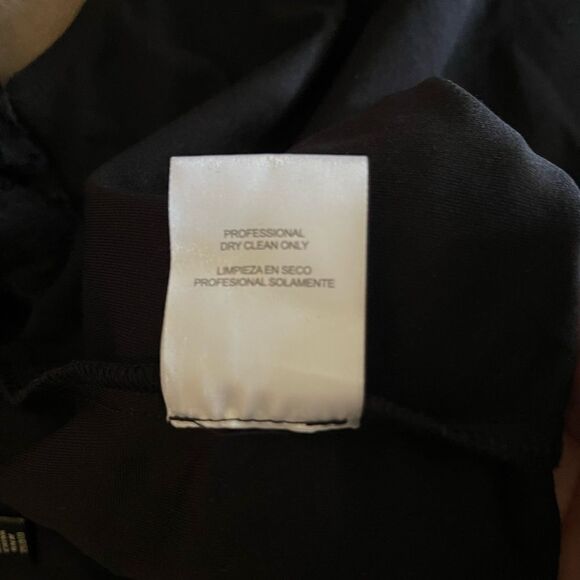 PROFESSIONAL
DRY CLEAN ONLY
LIMPIEZA EN SECO
PROFESIONAL SOLAMENTE